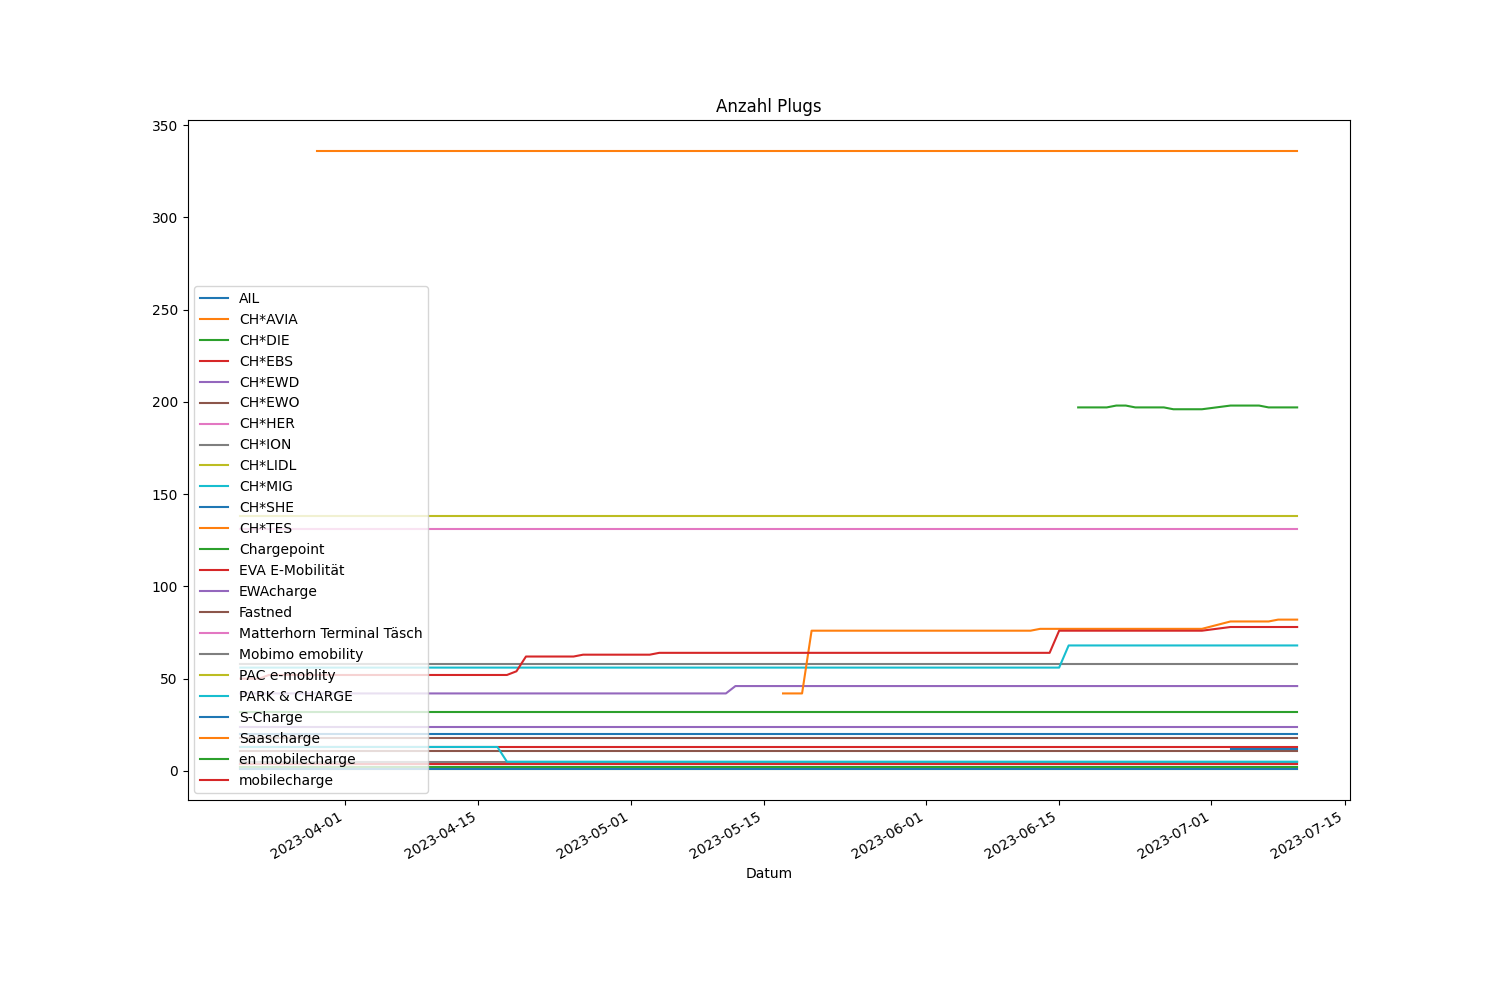 Anzahl Plugs
350
300
250
200
150
100
50
0
AIL
CH*AVIA
CH*DIE
CH*EBS
CH*EWD
CH*EWO
CH*HER
CH*ION
CH*LIDL
CH*MIG
CH*SHE
CH*TES
Chargepoint
EVA E-Mobilität
EWAcharge
Fastned
Matterhorn Terminal Täsch
Mobimo emobility
PAC e-moblity
PARK & CHARGE
S-Charge
Saascharge
en mobilecharge
mobilecharge
2023-04-01
2023-04-15
2023-05-01
2023-05-15
2023-06-01
2023-06-15
2023-07-01
2023-07-15
Datum